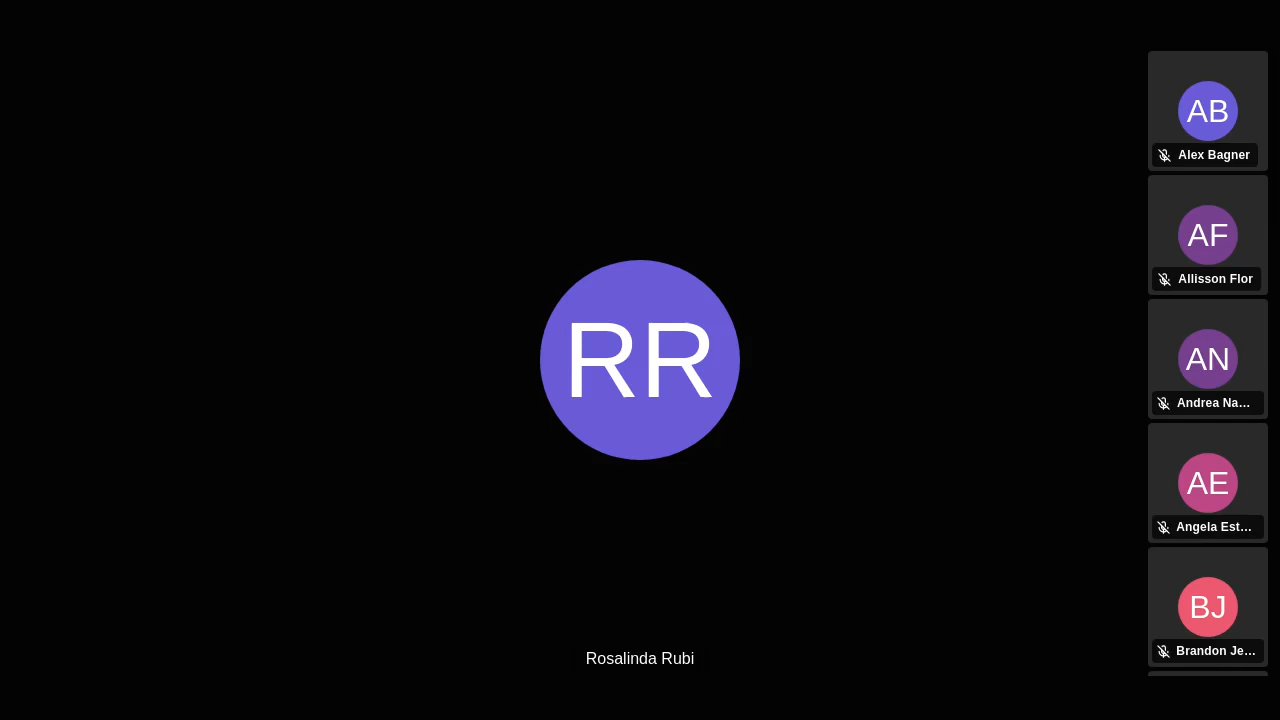 RR
Rosalinda Rubi
AB
Alex Bagner
AF
Allisson Flor
AN
Andrea Na...
AE
Angela Est...
BJ
Brandon Je...